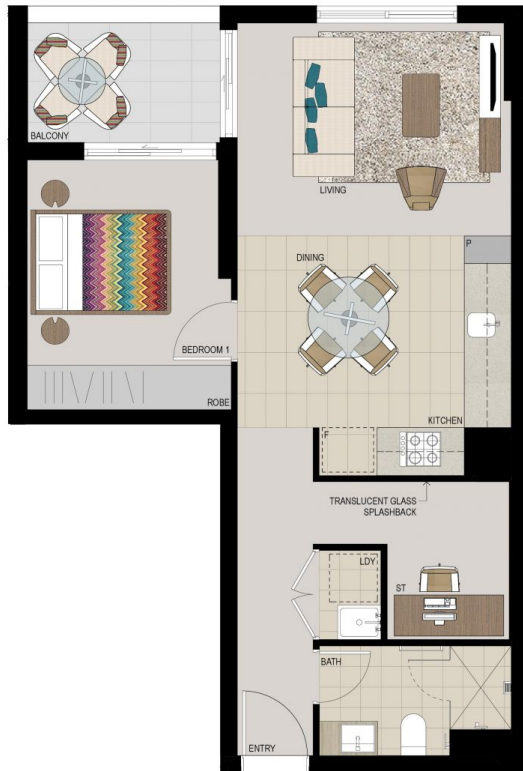 BALCONY
LIVING
P
DINING
BEDROOM 1
ROBE
KITCHEN
F
TRANSLUCENT GLASS
SPLASHBACK
LDY
ST
BATH
ENTRY